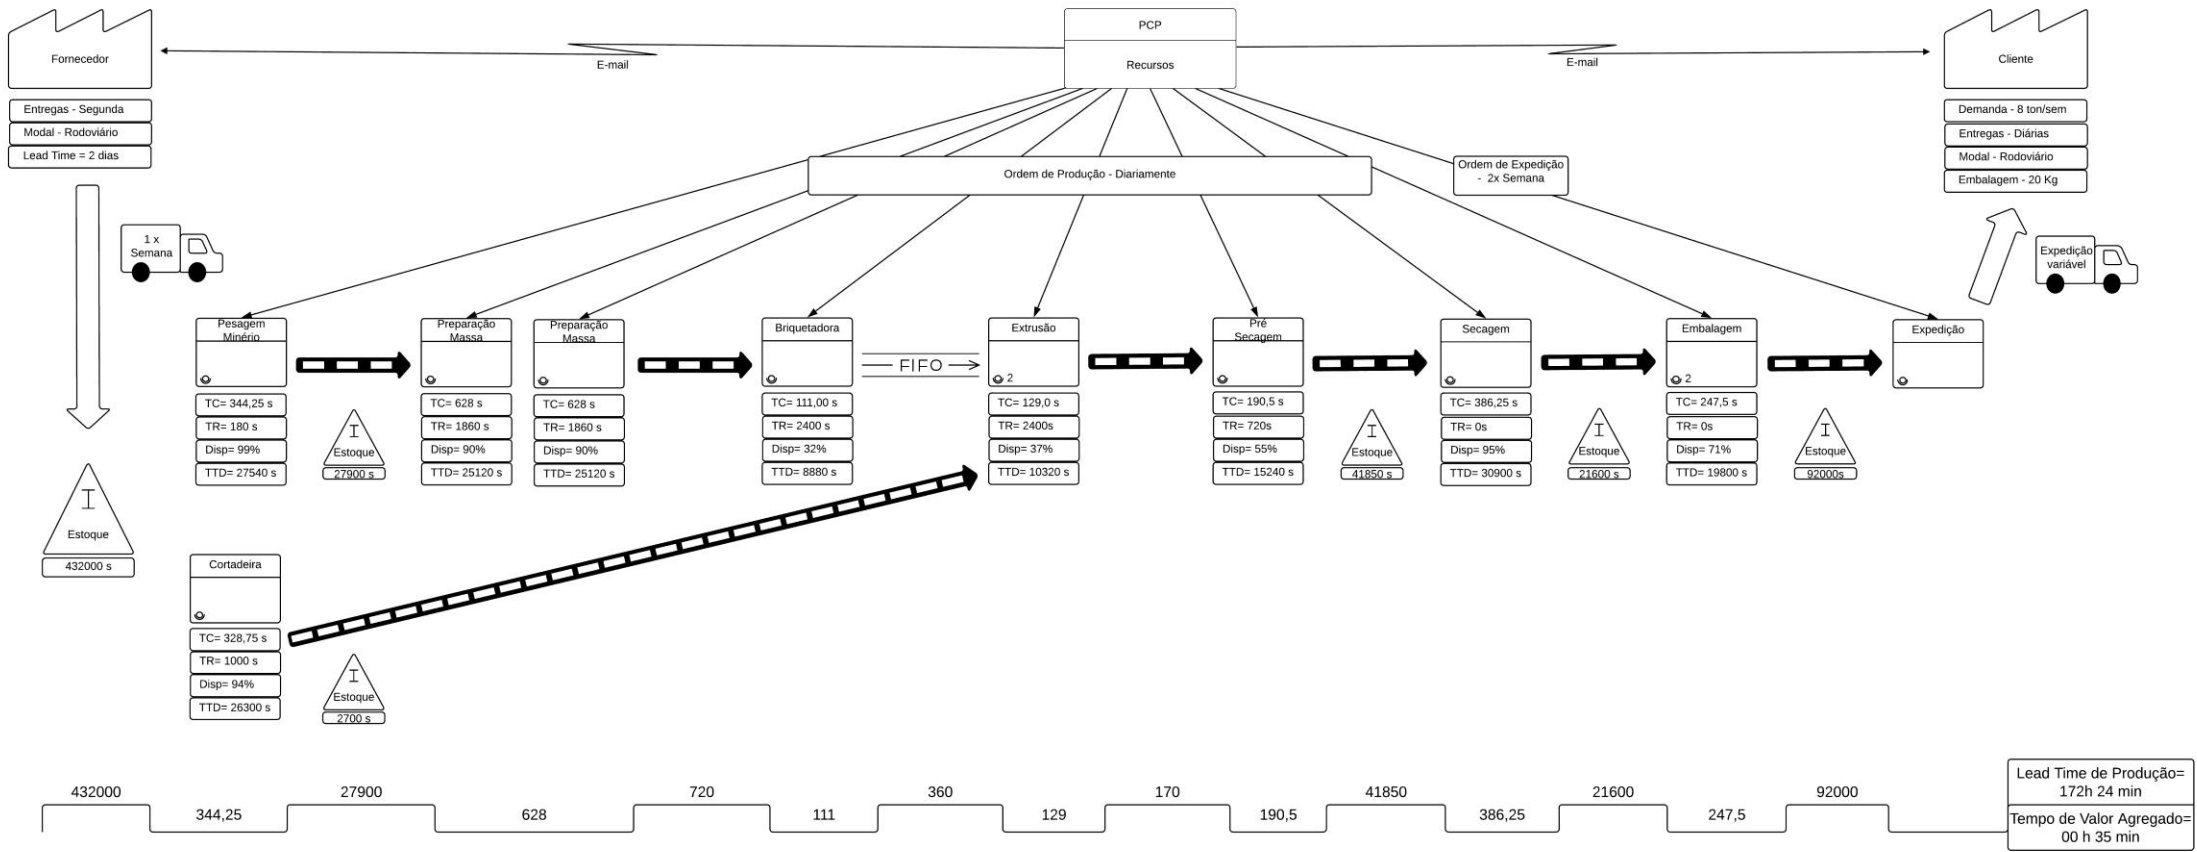 PCP
Recursos
Fornecedor
E-mail
E-mail
Cliente
Entregas - Segunda
Modal - Rodoviário
Lead Time = 2 dias
Demanda - 8 ton/sem
Entregas - Diárias
Modal - Rodoviário
Embalagem - 20 Kg
Ordem de Produção - Diariamente
Ordem de Expedição
- 2x Semana
1 x
Semana
Expedição
variável
Pesagem
Minério
TC= 344,25 s
TR= 180 s
Disp= 99%
TTD= 27540 s
I
Estoque
27900 s
Preparação
Massa
TC= 628 s
TR= 1860 s
Disp= 90%
TTD= 25120 s
Preparação
Massa
TC= 628 s
TR= 1860 s
Disp= 90%
TTD= 25120 s
Briquetadora
TC= 111,00 s
TR= 2400 s
Disp= 32%
TTD= 8880 s
FIFO
Extrusão
2
TC= 129,0 s
TR= 2400s
Disp= 37%
TTD= 10320 s
Pré
Secagem
TC= 190,5 s
TR= 720s
Disp= 55%
TTD= 15240 s
I
Estoque
41850 s
Secagem
TC= 386,25 s
TR= 0s
Disp= 95%
TTD= 30900 s
I
Estoque
21600 s
Embalagem
2
TC= 247,5 s
TR= 0s
Disp= 71%
TTD= 19800 s
I
Estoque
92000s
Expedição
I
Estoque
432000 s
Cortadeira
TC= 328,75 s
TR= 1000 s
Disp= 94%
TTD= 26300 s
I
Estoque
2700 s
432000
344,25
27900
628
720
111
360
129
170
190,5
41850
386,25
21600
247,5
92000
Lead Time de Produção=
172h 24 min
Tempo de Valor Agregado=
00 h 35 min